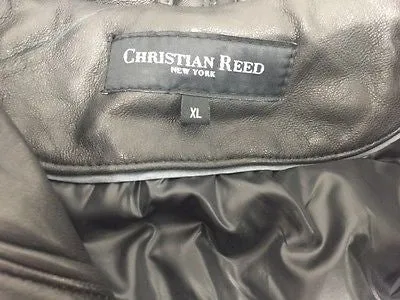 CHRISTIAN REED
NEW YORK
XL